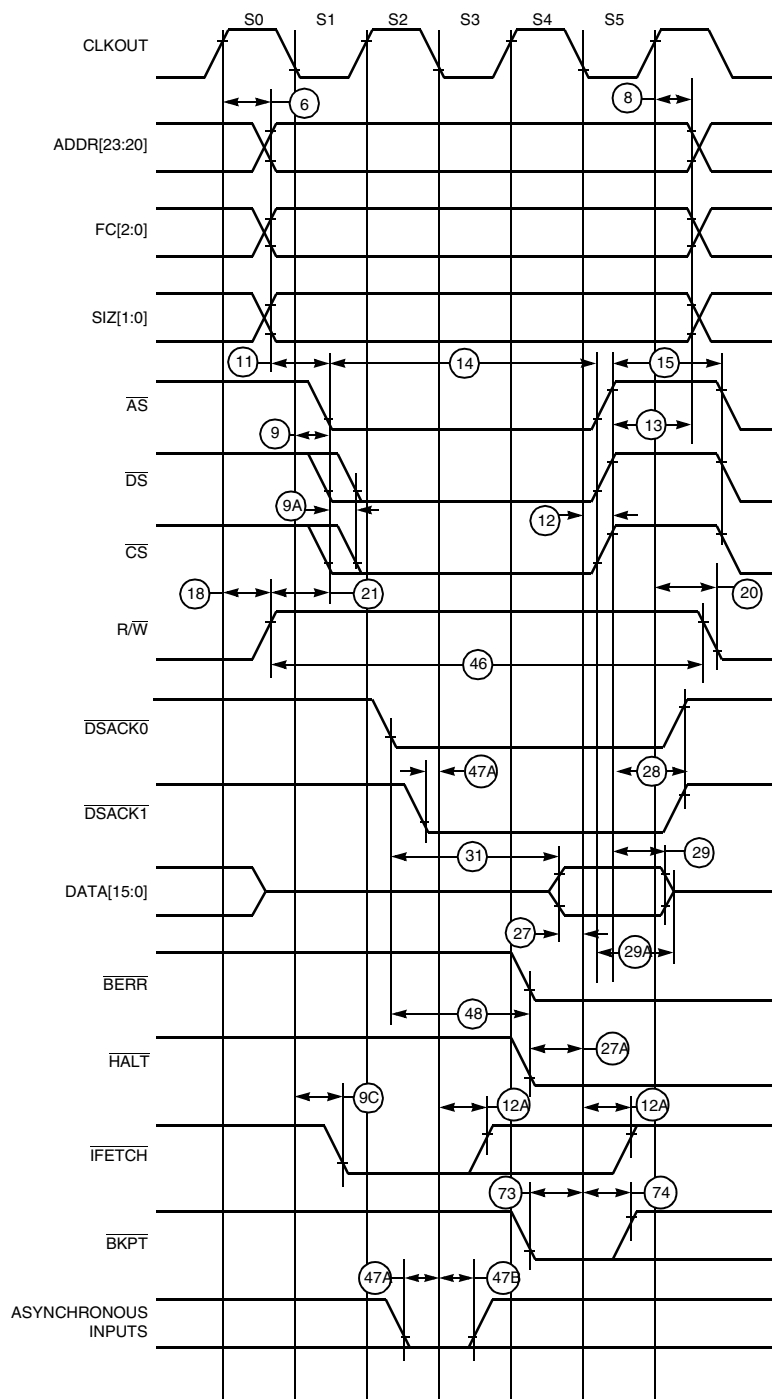 S0 S1 S2 S3 S4 S5
CLKOUT
6
8
ADDR[23:20]
FC[2:0]
SIZ[1:0]
11
14
15
AS
9
13
DS
9A
12
CS
18
21
20
R/W
46
DSACK0
47A
28
DSACK1
31
29
DATA[15:0]
27
29A
BERR
48
27A
HALT
9C
12A
12A
IFETCH
73
74
BKPT
47A
47B
ASYNCHRONOUS
INPUTS